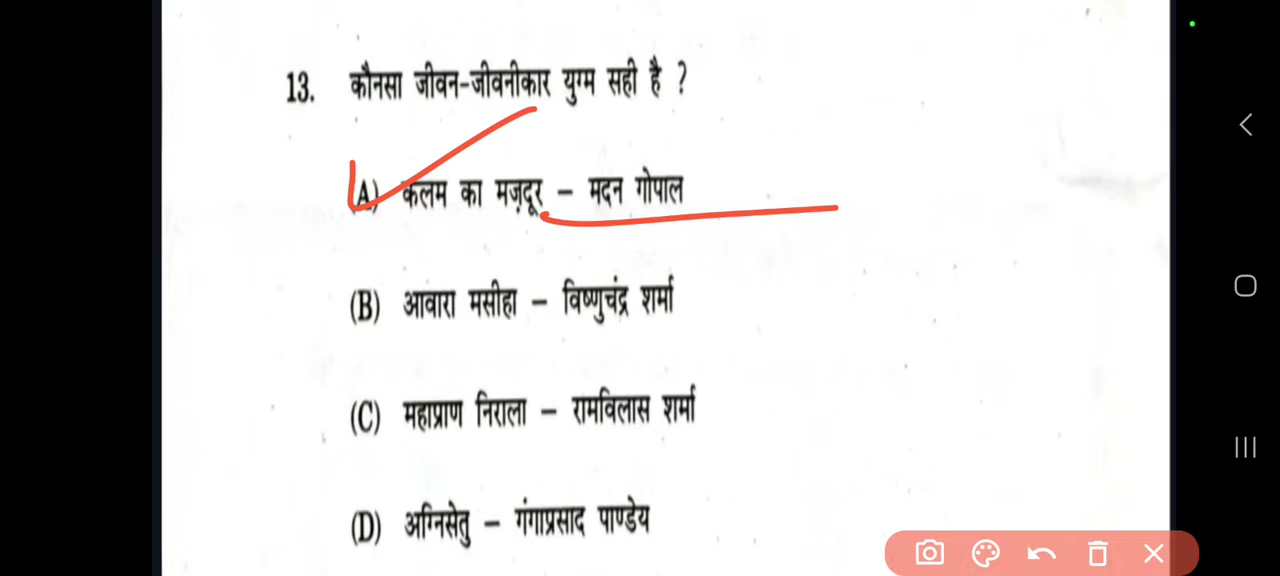 13. कौनसा जीवन-जीवनीकार युग्म सही है ?
(A) कलम का मज़दूर – मदन गोपाल
(B) आवारा मसीहा – विष्णुचंद्र शर्मा
(C) महाप्राण निराला – रामविलास शर्मा
(D) अग्निसेतु – गंगाप्रसाद पाण्डेय